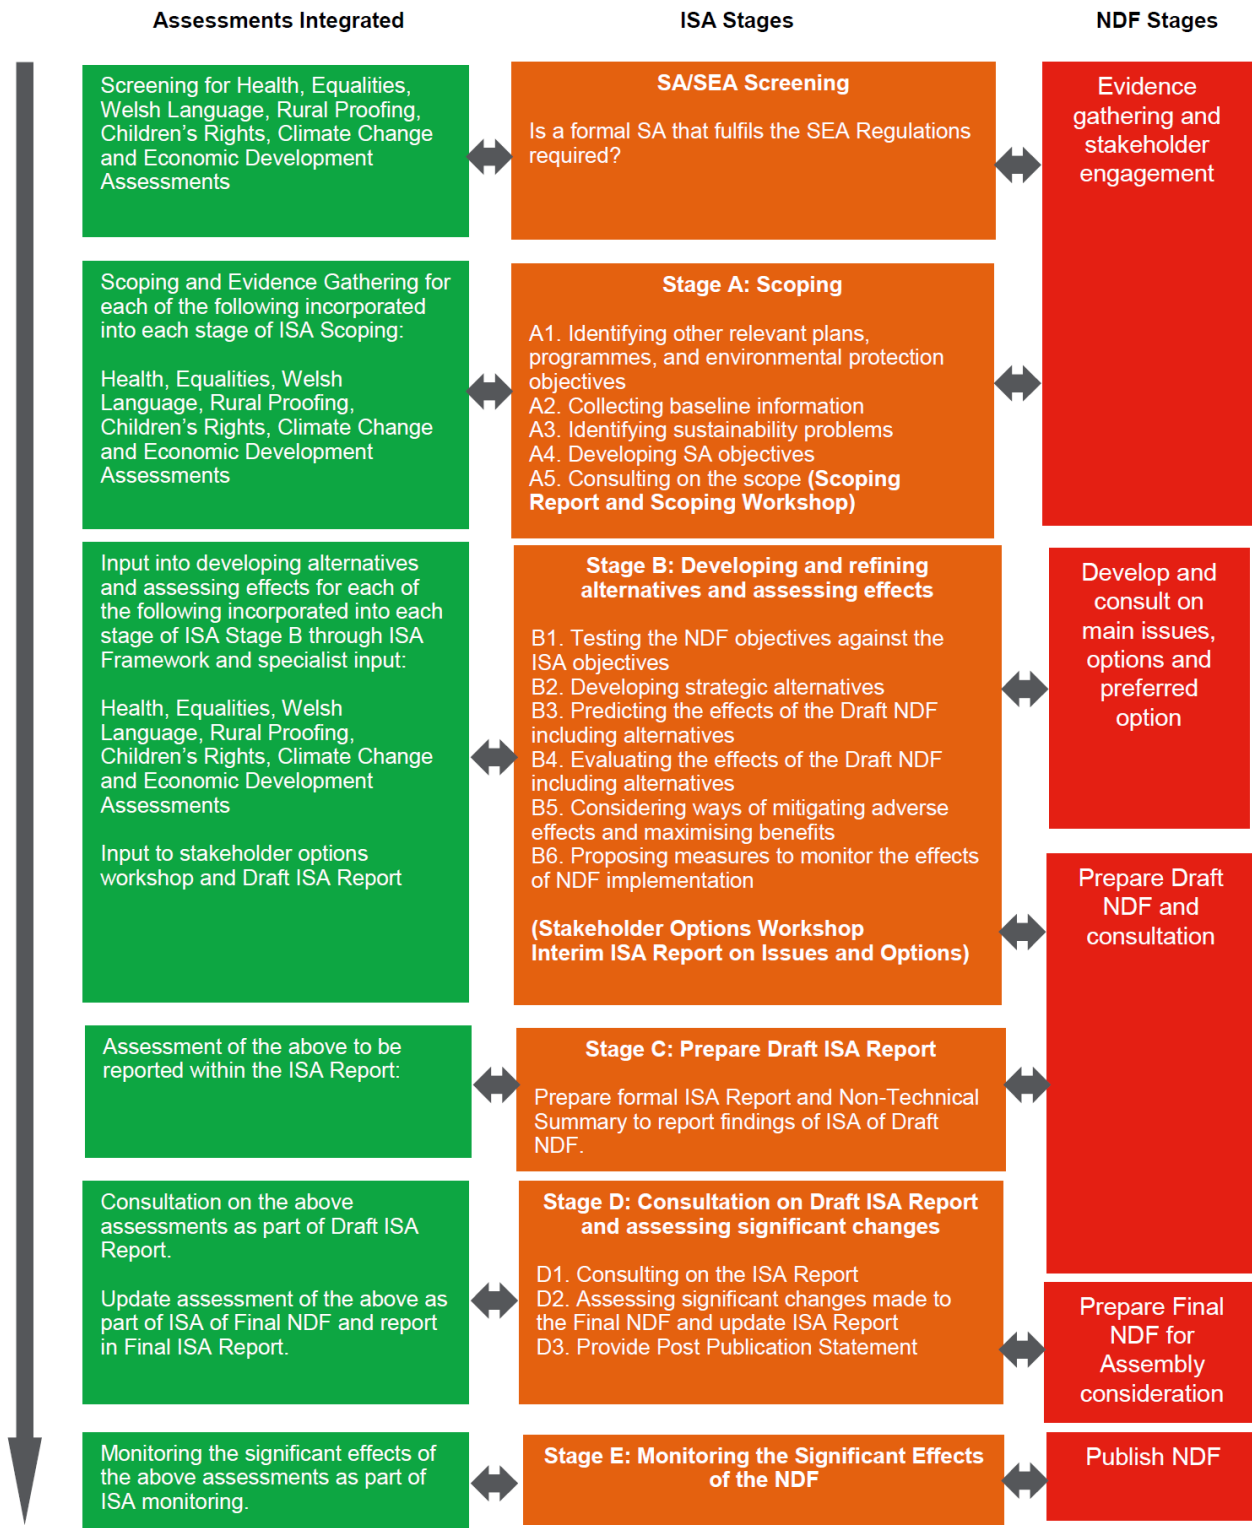 Assessments Integrated
ISA Stages
NDF Stages
Screening for Health, Equalities,
Welsh Language, Rural Proofing,
Children’s Rights, Climate Change
and Economic Development
Assessments
SA/SEA Screening
Is a formal SA that fulfils the SEA Regulations
required?
Evidence
gathering and
stakeholder
engagement
Scoping and Evidence Gathering for
each of the following incorporated
into each stage of ISA Scoping:
Health, Equalities, Welsh
Language, Rural Proofing,
Children’s Rights, Climate Change
and Economic Development
Assessments
Stage A: Scoping
A1. Identifying other relevant plans,
programmes, and environmental protection
objectives
A2. Collecting baseline information
A3. Identifying sustainability problems
A4. Developing SA objectives
A5. Consulting on the scope (Scoping
Report and Scoping Workshop)
Input into developing alternatives
and assessing effects for each of
the following incorporated into each
stage of ISA Stage B through ISA
Framework and specialist input:
Health, Equalities, Welsh
Language, Rural Proofing,
Children’s Rights, Climate Change
and Economic Development
Assessments
Input to stakeholder options
workshop and Draft ISA Report
Stage B: Developing and refining
alternatives and assessing effects
B1. Testing the NDF objectives against the
ISA objectives
B2. Developing strategic alternatives
B3. Predicting the effects of the Draft NDF
including alternatives
B4. Evaluating the effects of the Draft NDF
including alternatives
B5. Considering ways of mitigating adverse
effects and maximising benefits
B6. Proposing measures to monitor the effects
of NDF implementation
(Stakeholder Options Workshop
Interim ISA Report on Issues and Options)
Develop and
consult on
main issues,
options and
preferred
option
Prepare Draft
NDF and
consultation
Assessment of the above to be
reported within the ISA Report:
Stage C: Prepare Draft ISA Report
Prepare formal ISA Report and Non-Technical
Summary to report findings of ISA of Draft
NDF.
Consultation on the above
assessments as part of Draft ISA
Report.
Update assessment of the above as
part of ISA of Final NDF and report
in Final ISA Report.
Stage D: Consultation on Draft ISA Report
and assessing significant changes
D1. Consulting on the ISA Report
D2. Assessing significant changes made to
the Final NDF and update ISA Report
D3. Provide Post Publication Statement
Prepare Final
NDF for
Assembly
consideration
Monitoring the significant effects of
the above assessments as part of
ISA monitoring.
Stage E: Monitoring the Significant Effects
of the NDF
Publish NDF